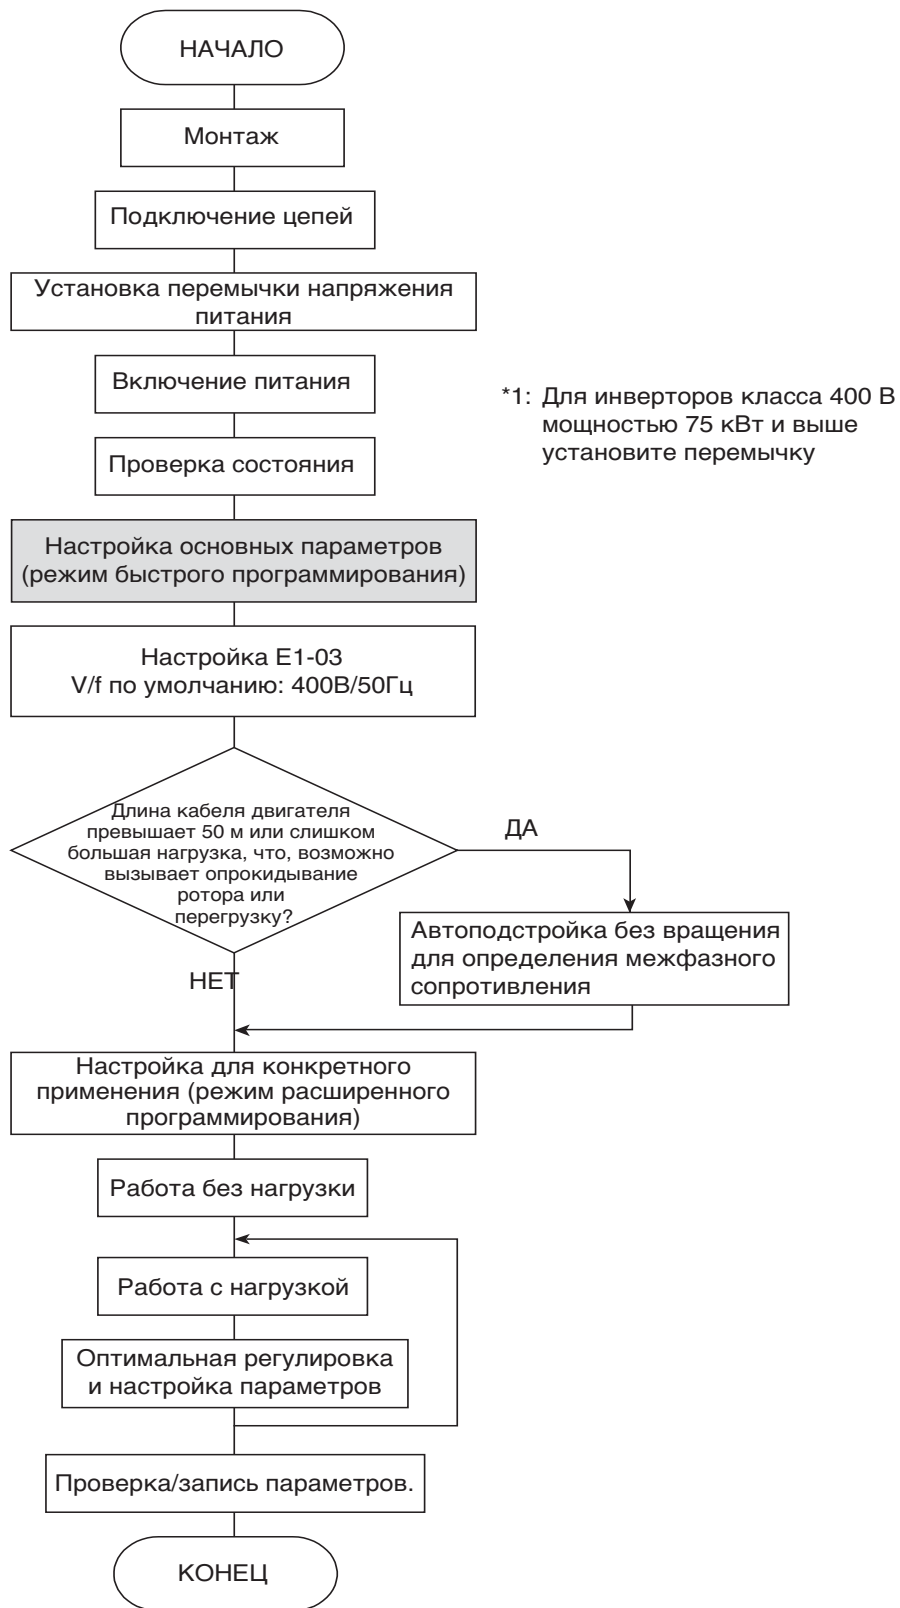 НАЧАЛО
Монтаж
Подключение цепей
Установка перемычки напряжения
питания
Включение питания
*1: Для инверторов класса 400 В
мощностью 75 кВт и выше
установите перемычку
Проверка состояния
Настройка основных параметров
(режим быстрого программирования)
Настройка E1-03
V/f по умолчанию: 400В/50Гц
Длина кабеля двигателя
превышает 50 м или слишком
большая нагрузка, что, возможно
вызывает опрокидывание
ротора или
перегрузку?
ДА
Автоподстройка без вращения
для определения межфазного
сопротивления
НЕТ
Настройка для конкретного
применения (режим расширенного
программирования)
Работа без нагрузки
Работа с нагрузкой
Оптимальная регулировка
и настройка параметров
Проверка/запись параметров.
КОНЕЦ